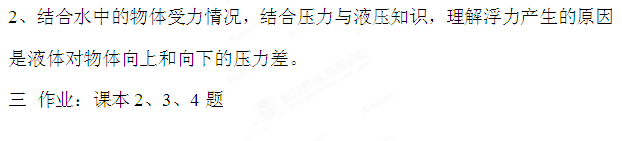 2、结合水中的物体受力情况，结合压力与液压知识，理解浮力产生的原因
是液体对物体向上和向下的压力差。
三 作业：课本 2、3、4 题